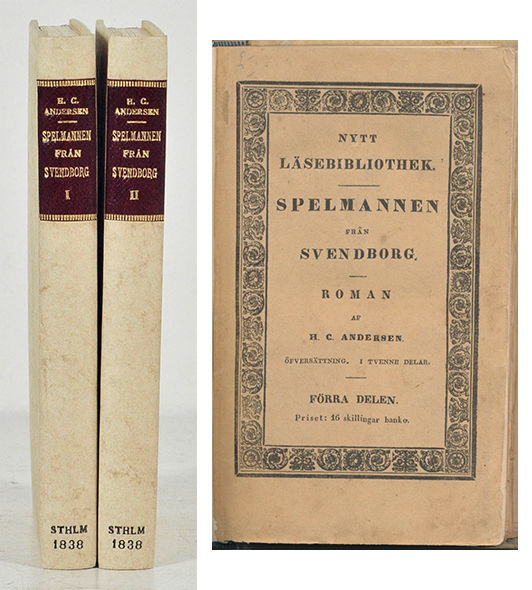 H. C.
ANDERSEN
SPELMANNEN
FRÅN
SVENDBORG
I
STHLM
1838
H. C.
ANDERSEN
SPELMANNEN
FRÅN
SVENDBORG
II
STHLM
1838
NYTT
LÄSEBIBLIOTHEK.
SPELMANNEN
FRÅN
SVENDBORG.
ROMAN
AF
H. C. ANDERSEN.
ÖFVERSÄTTNING. I TVENNE DELAR.
FÖRRA DELEN.
Priset: 16 skillingar banko.